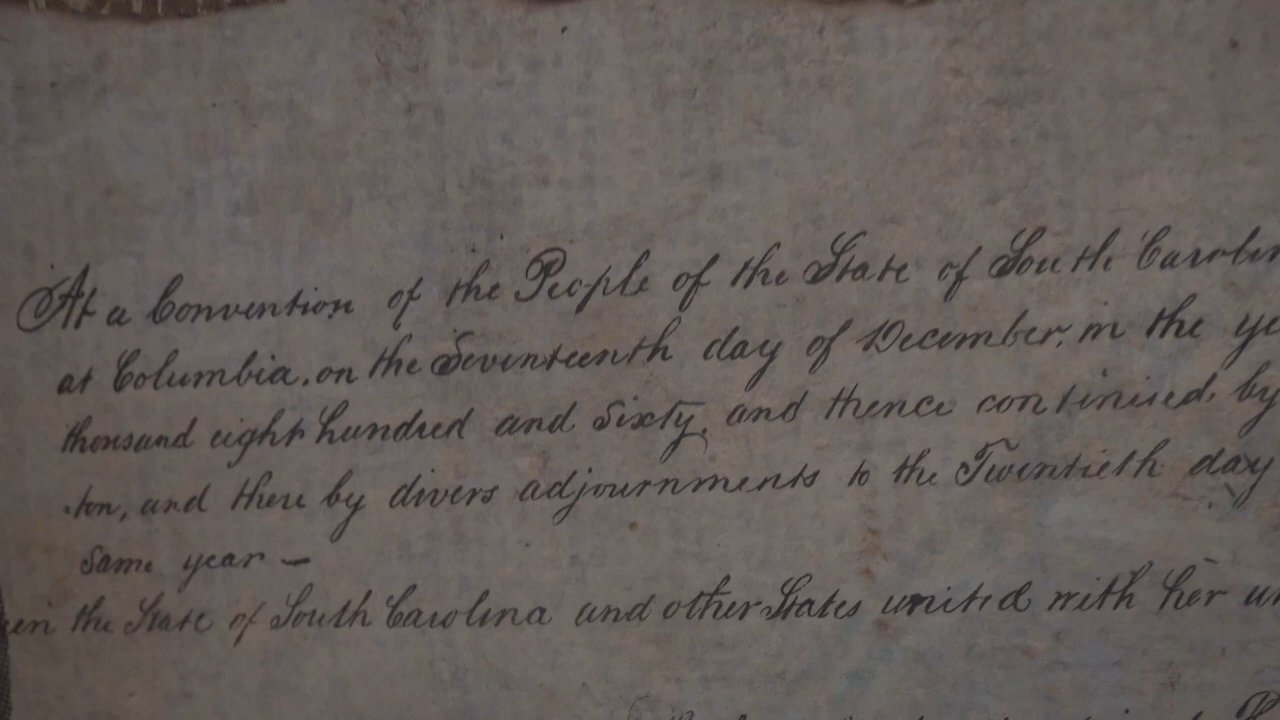 At a Convention of the People of the State of South Carolin
at Columbia, on the Seventeenth day of December, in the ye
thousand eight hundred and Sixty, and thence continued by
ton, and there by divers adjournments to the Twentieth day
Same year —
the State of South Carolina and other States united with her un